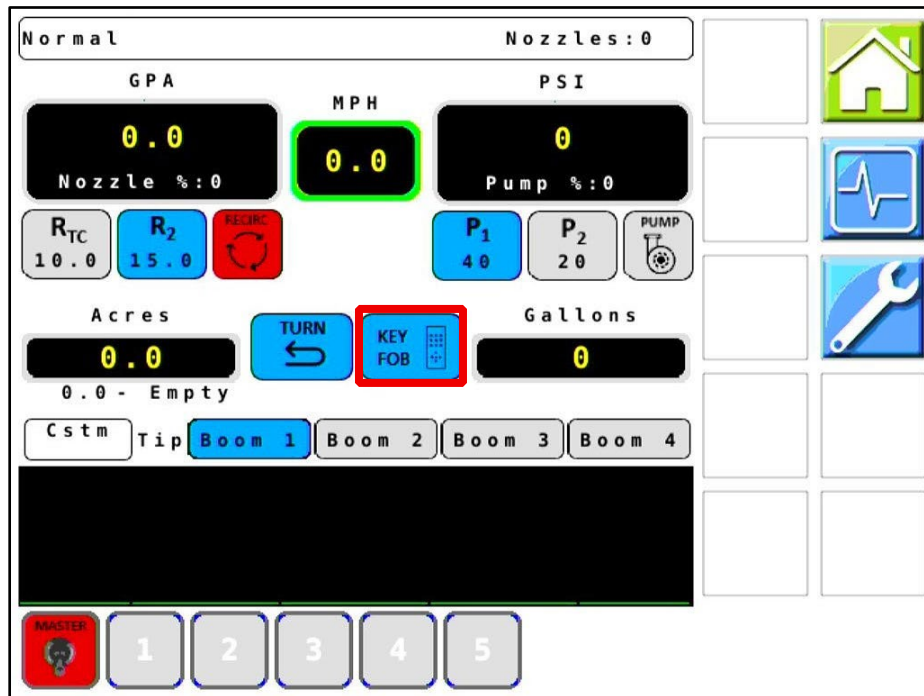 Normal Nozzles:0
GPA MPH PSI
0.0 0.0 0
Nozzle %:0 Pump %:0
RTC R2 RECIRC P1 P2 PUMP
10.0 15.0 40 20
Acres TURN KEY FOB Gallons
0.0 0
0.0- Empty
Cstm Tip Boom 1 Boom 2 Boom 3 Boom 4
MASTER 1 2 3 4 5